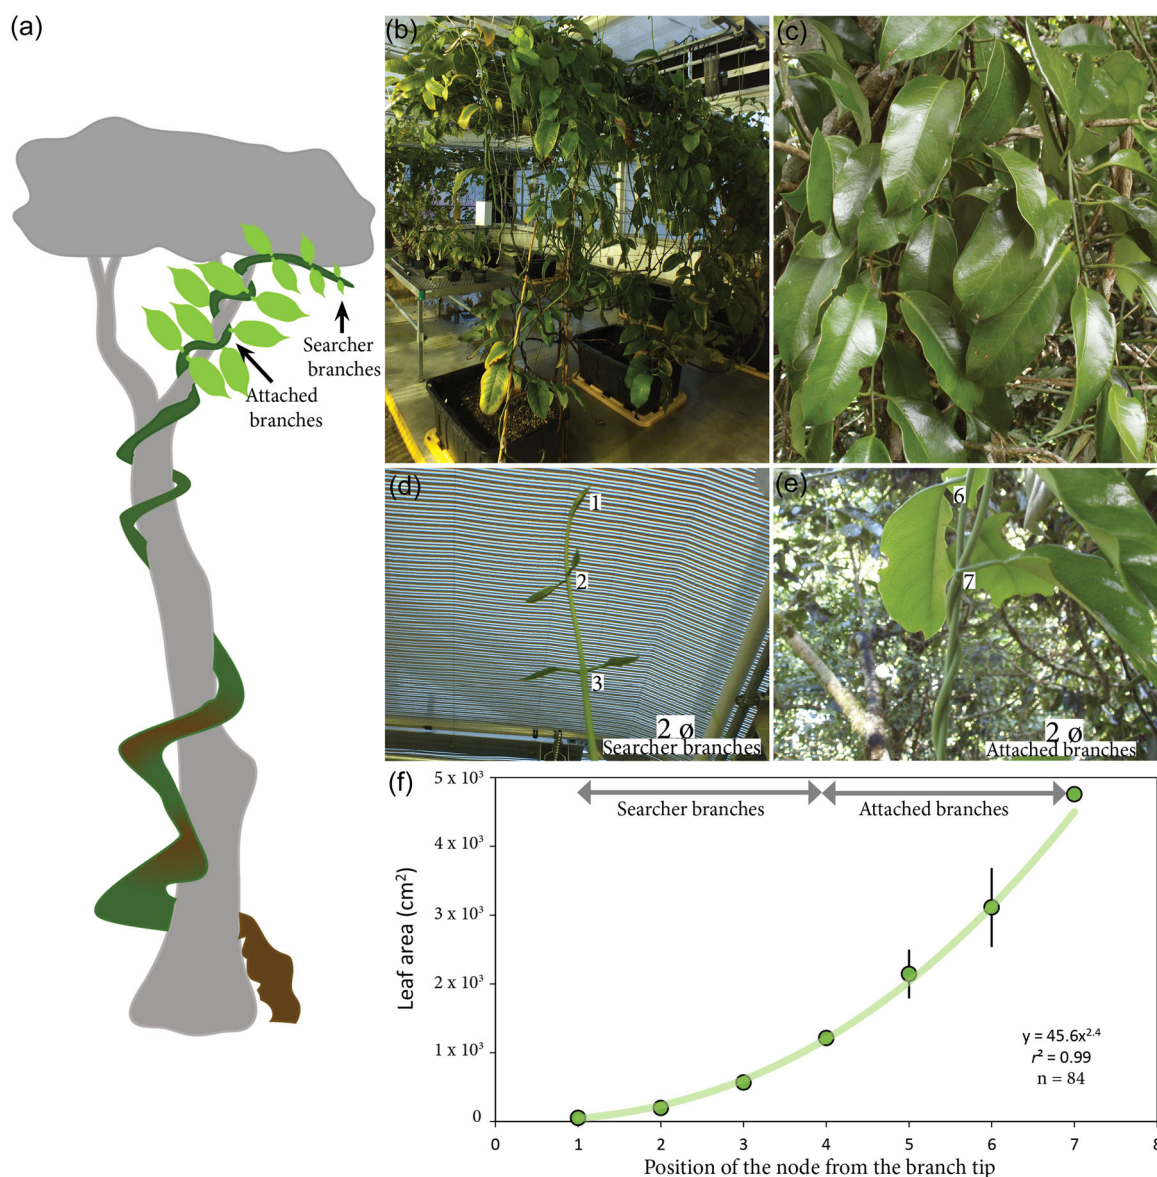 (a)
Searcher
branches
Attached
branches
(b)
(c)
(d)
1
2
3
2 ø
Searcher branches
(e)
6
7
2 ø
Attached branches
(f)
Searcher branches
Attached branches
5 x 10³
4 x 10³
3 x 10³
2 x 10³
1 x 10³
0
Leaf area (cm²)
y = 45.6x²·⁴
r² = 0.99
n = 84
0 1 2 3 4 5 6 7 8
Position of the node from the branch tip